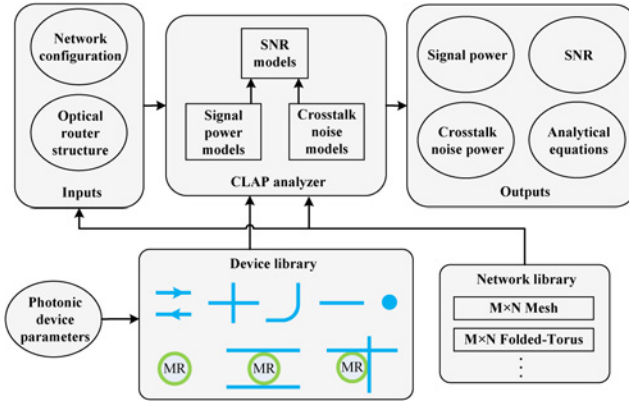 Network
configuration
Optical
router
structure
Inputs
SNR
models
Signal
power
models
Crosstalk
noise models
CLAP analyzer
Signal power
SNR
Crosstalk
noise power
Analytical
equations
Outputs
Photonic
device
parameters
Device library
MR
MR
MR
Network library
M×N Mesh
M×N Folded-Torus
⋮